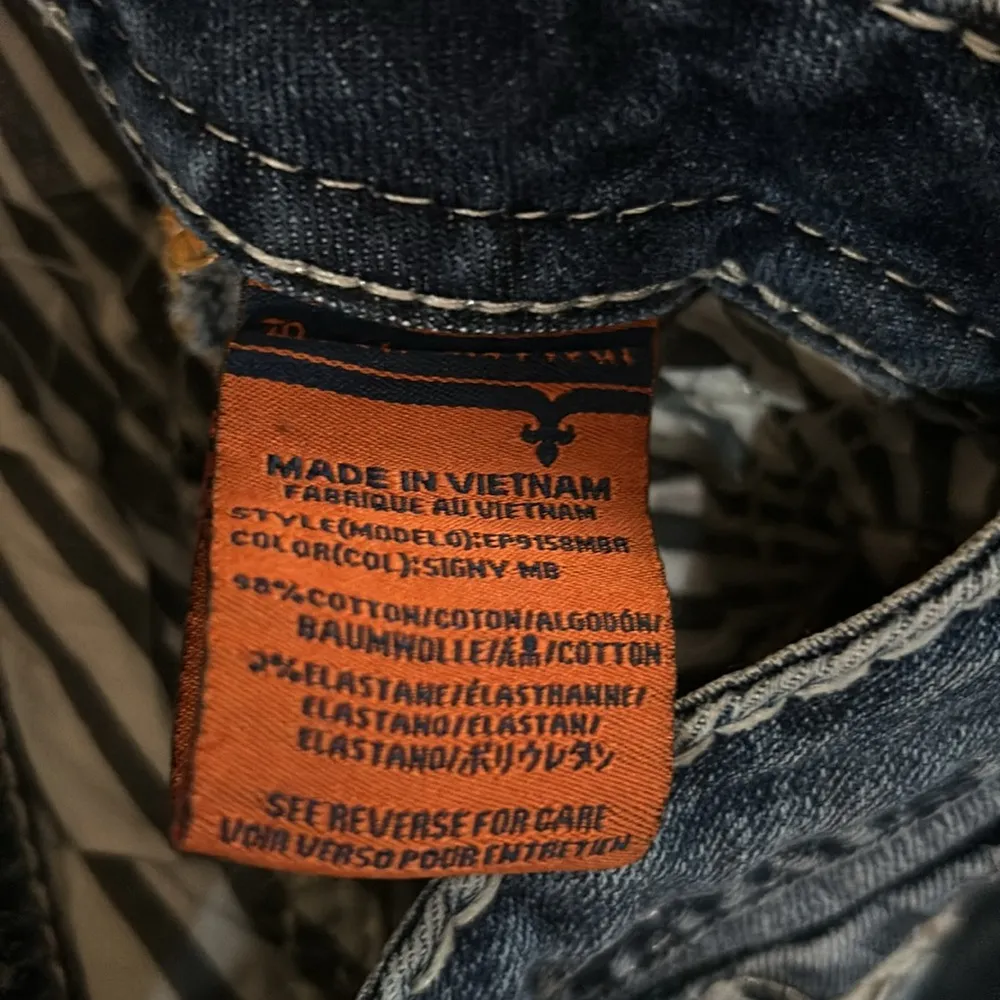 MADE IN VIETNAM
FABRIQUE AU VIETNAM
STYLE(MODELO):EP9158MBR
COLOR(COL):SIGNY MB
98%COTTON/COTON/ALGODÓN/
BAUMWOLLE/綿/COTTON
2%ELASTANE/ÉLASTHANNE/
ELASTANO/ELASTAN/
ELASTANO/ポリウレタン
SEE REVERSE FOR CARE
VOIR VERSO POUR ENTRETIEN